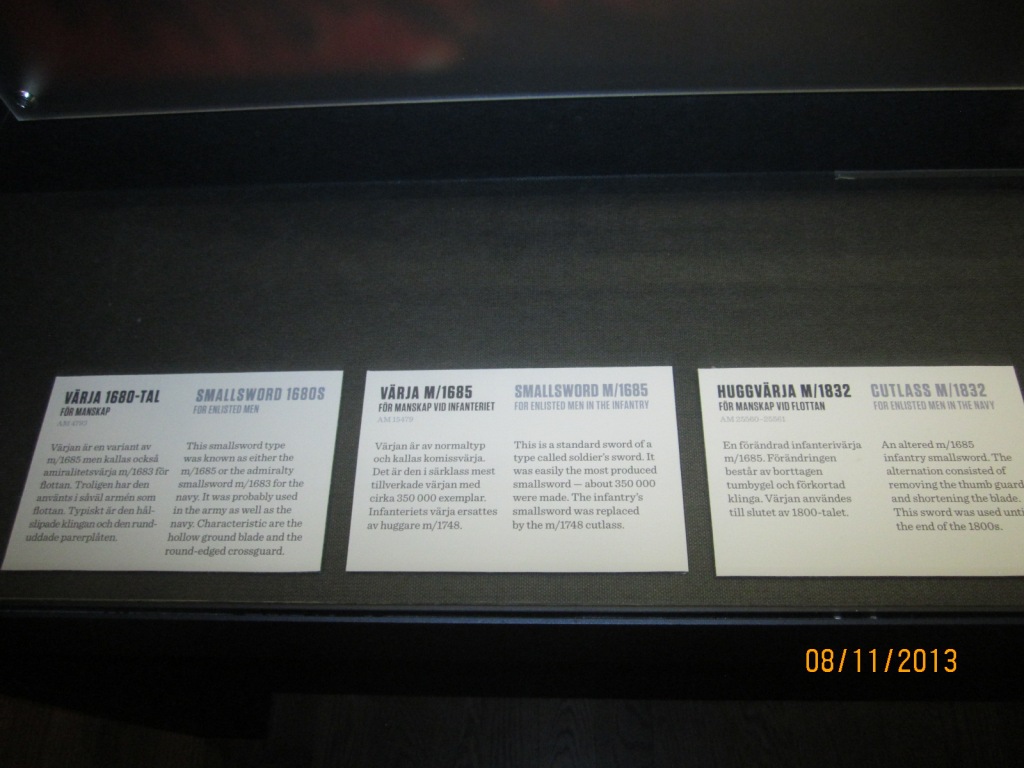 VÄRJA 1680-TAL
FÖR MANSKAP
AM 4793
Värjan är en variant av
m/1685 men kallas också
amiralitetsvärja m/1683 för
flottan. Troligen har den
använts i såväl armén som
flottan. Typiskt är den hål-
slipade klingan och den rund-
uddade parerplåten.
SMALLSWORD 1680S
FOR ENLISTED MEN
This smallsword type
was known as either the
m/1685 or the admiralty
smallsword m/1683 for the
navy. It was probably used
in the army as well as the
navy. Characteristic are the
hollow ground blade and the
round-edged crossguard.
VÄRJA M/1685
FÖR MANSKAP VID INFANTERIET
AM 15479
Värjan är av normaltyp
och kallas komissvärja.
Det är den i särklass mest
tillverkade värjan med
cirka 350 000 exemplar.
Infanteriets värja ersattes
av huggare m/1748.
SMALLSWORD M/1685
FOR ENLISTED MEN IN THE INFANTRY
This is a standard sword of a
type called soldier's sword. It
was easily the most produced
smallsword — about 350 000
were made. The infantry's
smallsword was replaced
by the m/1748 cutlass.
HUGGVÄRJA M/1832
FÖR MANSKAP VID FLOTTAN
En förändrad infanterivärja
m/1685. Förändringen
består av borttagen
tumbygel och förkortad
klinga. Värjan användes
till slutet av 1800-talet.
CUTLASS M/1832
FOR ENLISTED MEN IN THE NAVY
An altered m/1685
infantry smallsword. The
alternation consisted of
removing the thumb guard
and shortening the blade.
This sword was used until
the end of the 1800s.
08/11/2013